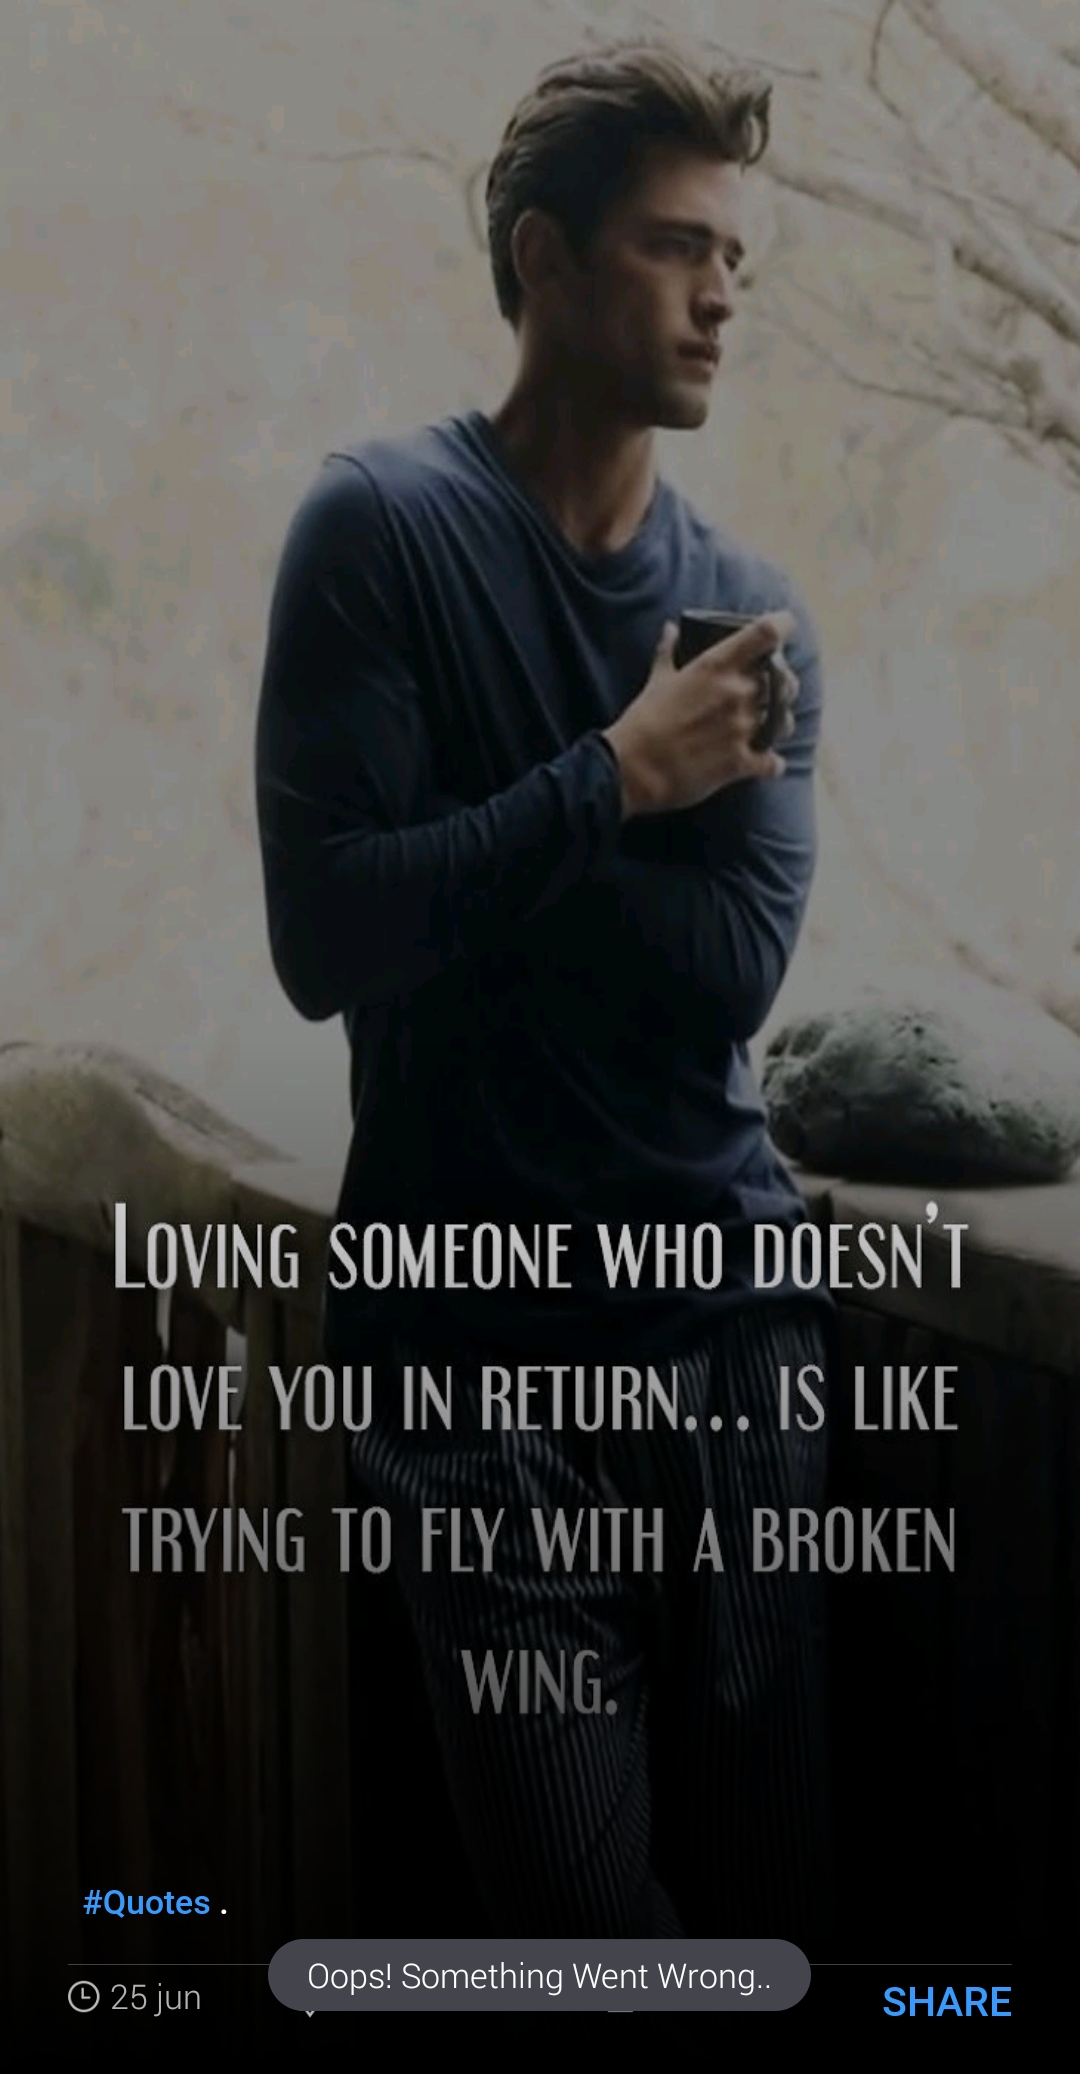 Loving someone who doesn't
love you in return... is like
trying to fly with a broken
wing.
#Quotes .
Oops! Something Went Wrong..
25 jun
SHARE